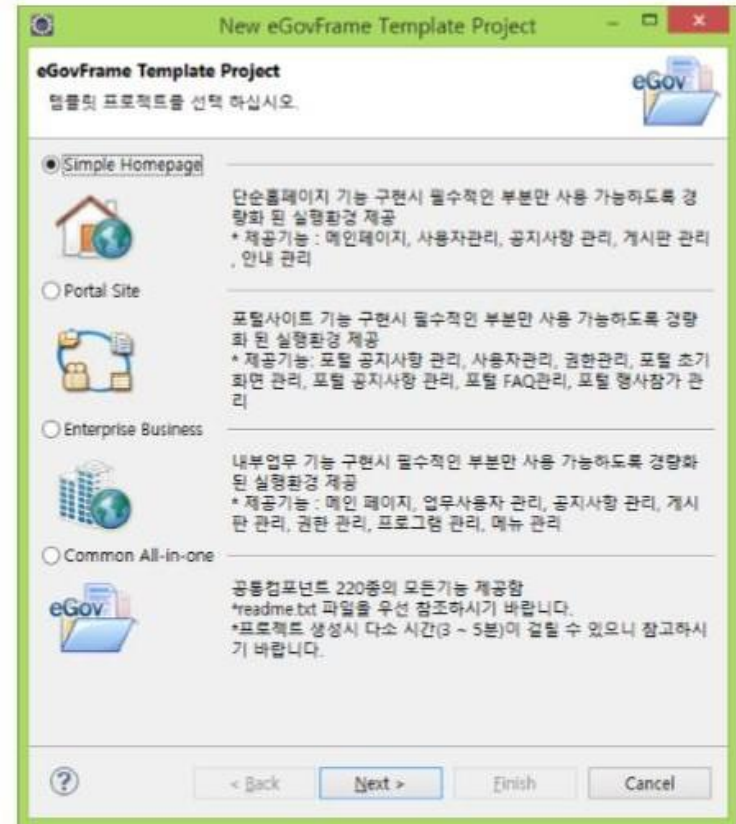 New eGovFrame Template Project
eGovFrame Template Project
템플릿 프로젝트를 선택 하십시오.
eGov
Simple Homepage
단순홈페이지 기능 구현시 필수적인 부분만 사용 가능하도록 경
량화 된 실행환경 제공
* 제공기능 : 메인페이지, 사용자관리, 공지사항 관리, 게시판 관리
, 안내 관리
Portal Site
포털사이트 기능 구현시 필수적인 부분만 사용 가능하도록 경량
화 된 실행환경 제공
* 제공기능: 포털 공지사항 관리, 사용자관리, 권한관리, 포털 초기
화면 관리, 포털 공지사항 관리, 포털 FAQ관리, 포털 행사참가 관
리
Enterprise Business
내부업무 기능 구현시 필수적인 부분만 사용 가능하도록 경량화
된 실행환경 제공
* 제공기능 : 메인 페이지, 업무사용자 관리, 공지사항 관리, 게시
판 관리, 권한 관리, 프로그램 관리, 메뉴 관리
Common All-in-one
eGov
공통컴포넌트 220종의 모든기능 제공함
*readme.txt 파일을 우선 참조하시기 바랍니다.
*프로젝트 생성시 다소 시간(3 ~ 5분)이 걸릴 수 있으니 참고하시
기 바랍니다.
?
< Back
Next >
Finish
Cancel